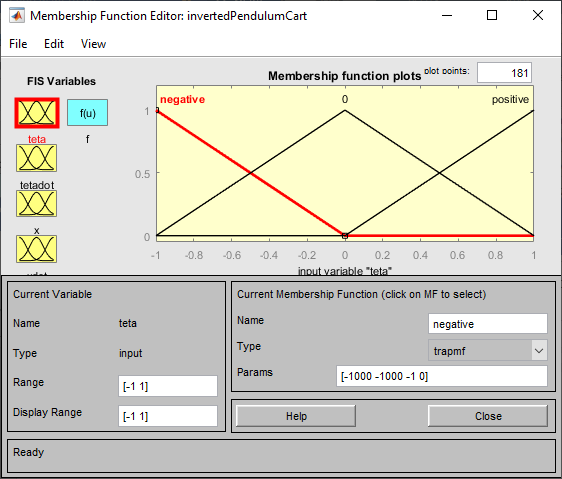 Membership Function Editor: invertedPendulumCart
File Edit View
FIS Variables
f(u)
teta
f
tetadot
x
Membership function plots
plot points:
181
negative
0
positive
1
0.5
0
-1 -0.8 -0.6 -0.4 -0.2 0 0.2 0.4 0.6 0.8 1
input variable "teta"
Current Variable
Name teta
Type input
Range [-1 1]
Display Range [-1 1]
Current Membership Function (click on MF to select)
Name negative
Type trapmf
Params [-1000 -1000 -1 0]
Help Close
Ready